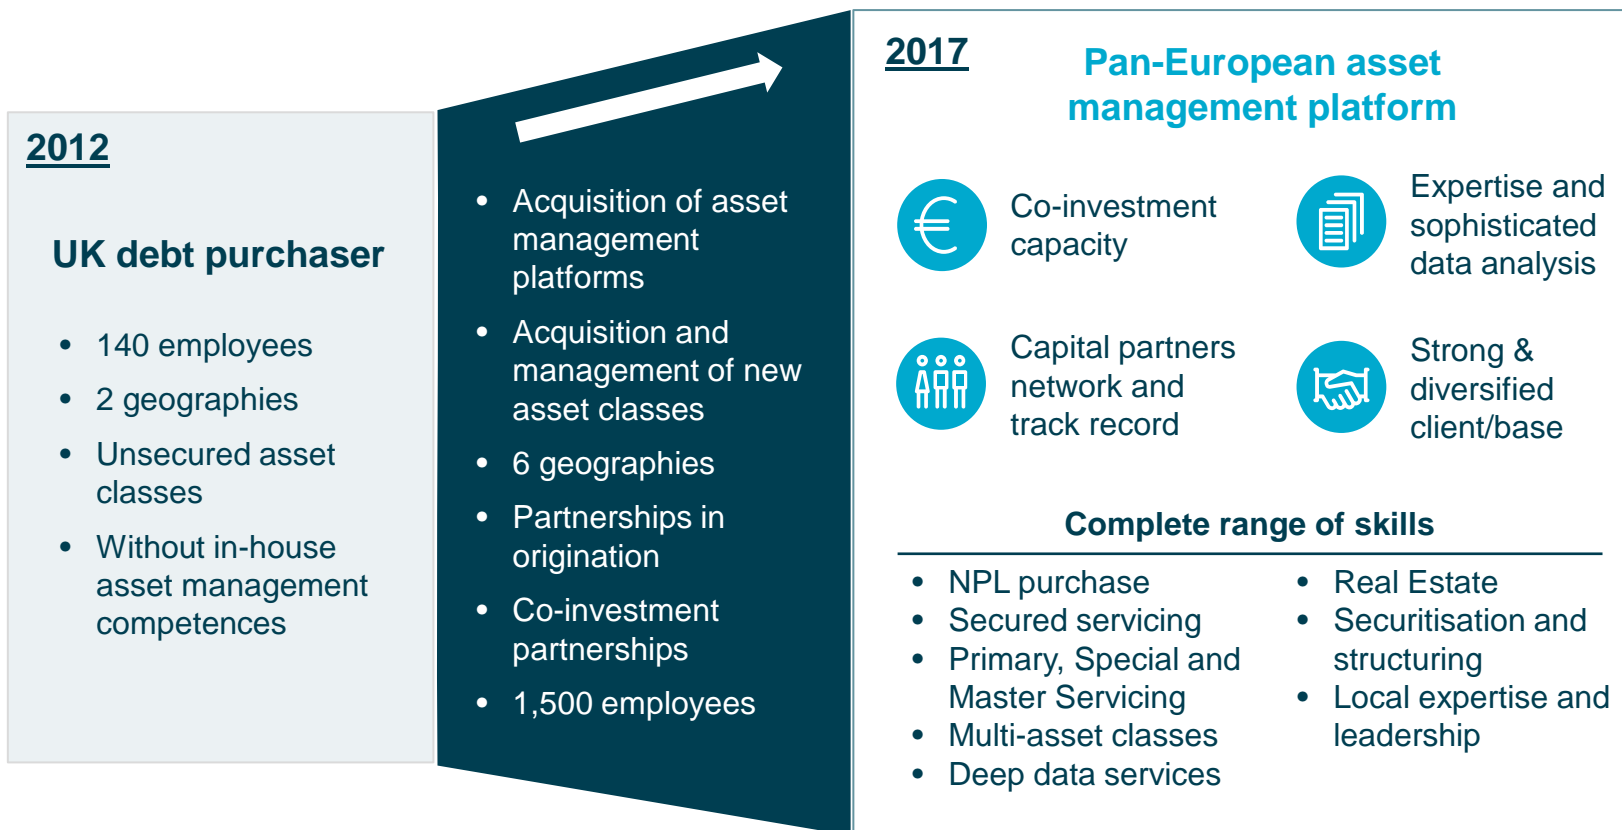 2012
UK debt purchaser
• 140 employees
• 2 geographies
• Unsecured asset
classes
• Without in-house
asset management
competences
• Acquisition of asset
management
platforms
• Acquisition and
management of new
asset classes
• 6 geographies
• Partnerships in
origination
• Co-investment
partnerships
• 1,500 employees
2017
Pan-European asset
management platform
Co-investment
capacity
Expertise and
sophisticated
data analysis
Capital partners
network and
track record
Strong &
diversified
client/base
Complete range of skills
• NPL purchase
• Secured servicing
• Primary, Special and
Master Servicing
• Multi-asset classes
• Deep data services
• Real Estate
• Securitisation and
structuring
• Local expertise and
leadership